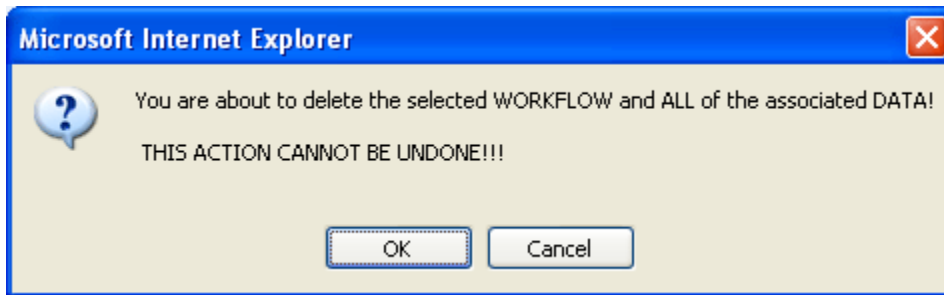 Microsoft Internet Explorer
You are about to delete the selected WORKFLOW and ALL of the associated DATA!
THIS ACTION CANNOT BE UNDONE!!!
OK Cancel